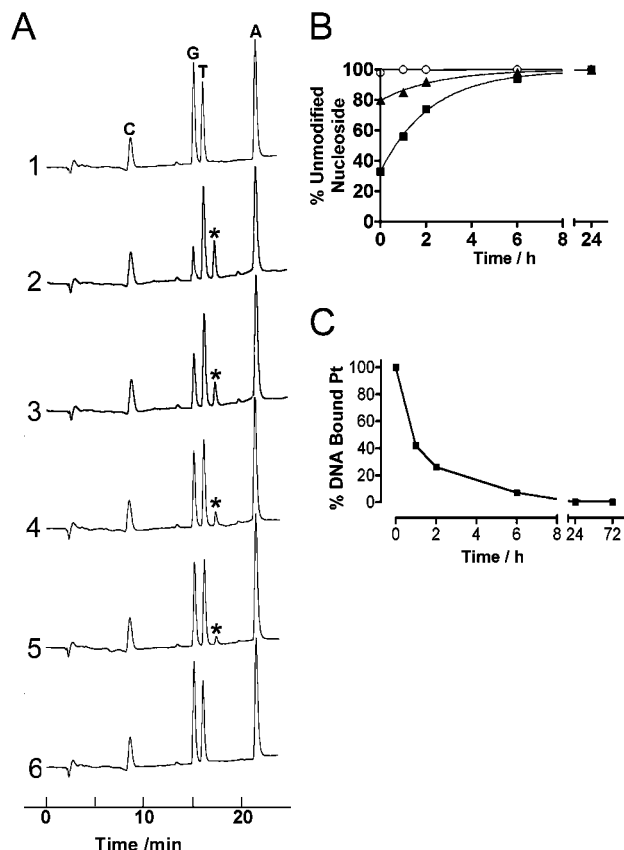 A
C
G
T
A
1
2
*
3
*
4
*
5
*
6
0
10
20
Time /min
B
% Unmodified
Nucleoside
100
80
60
40
20
0
0 2 4 6 8 24
Time / h
C
% DNA Bound Pt
100
80
60
40
20
0
0 2 4 6 8 24 72
Time / h